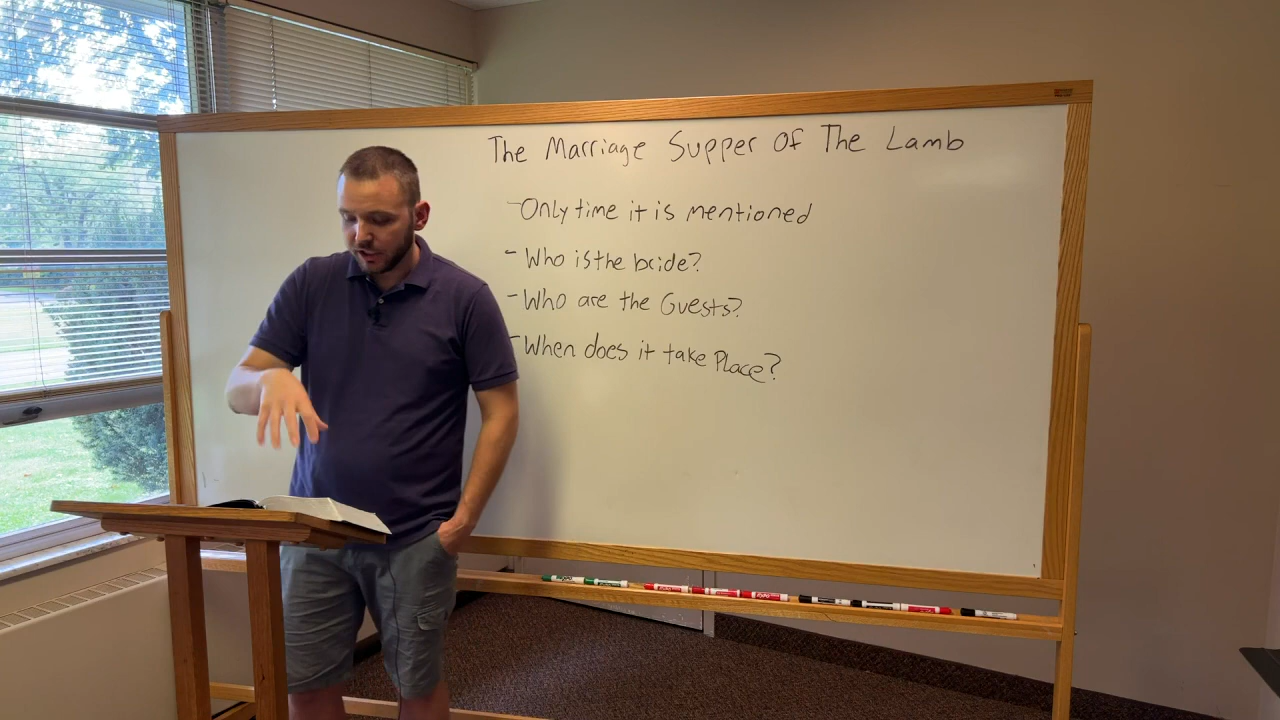 The Marriage Supper Of The Lamb
- Only time it is mentioned
- Who is the bride?
- Who are the Guests?
- When does it take Place?